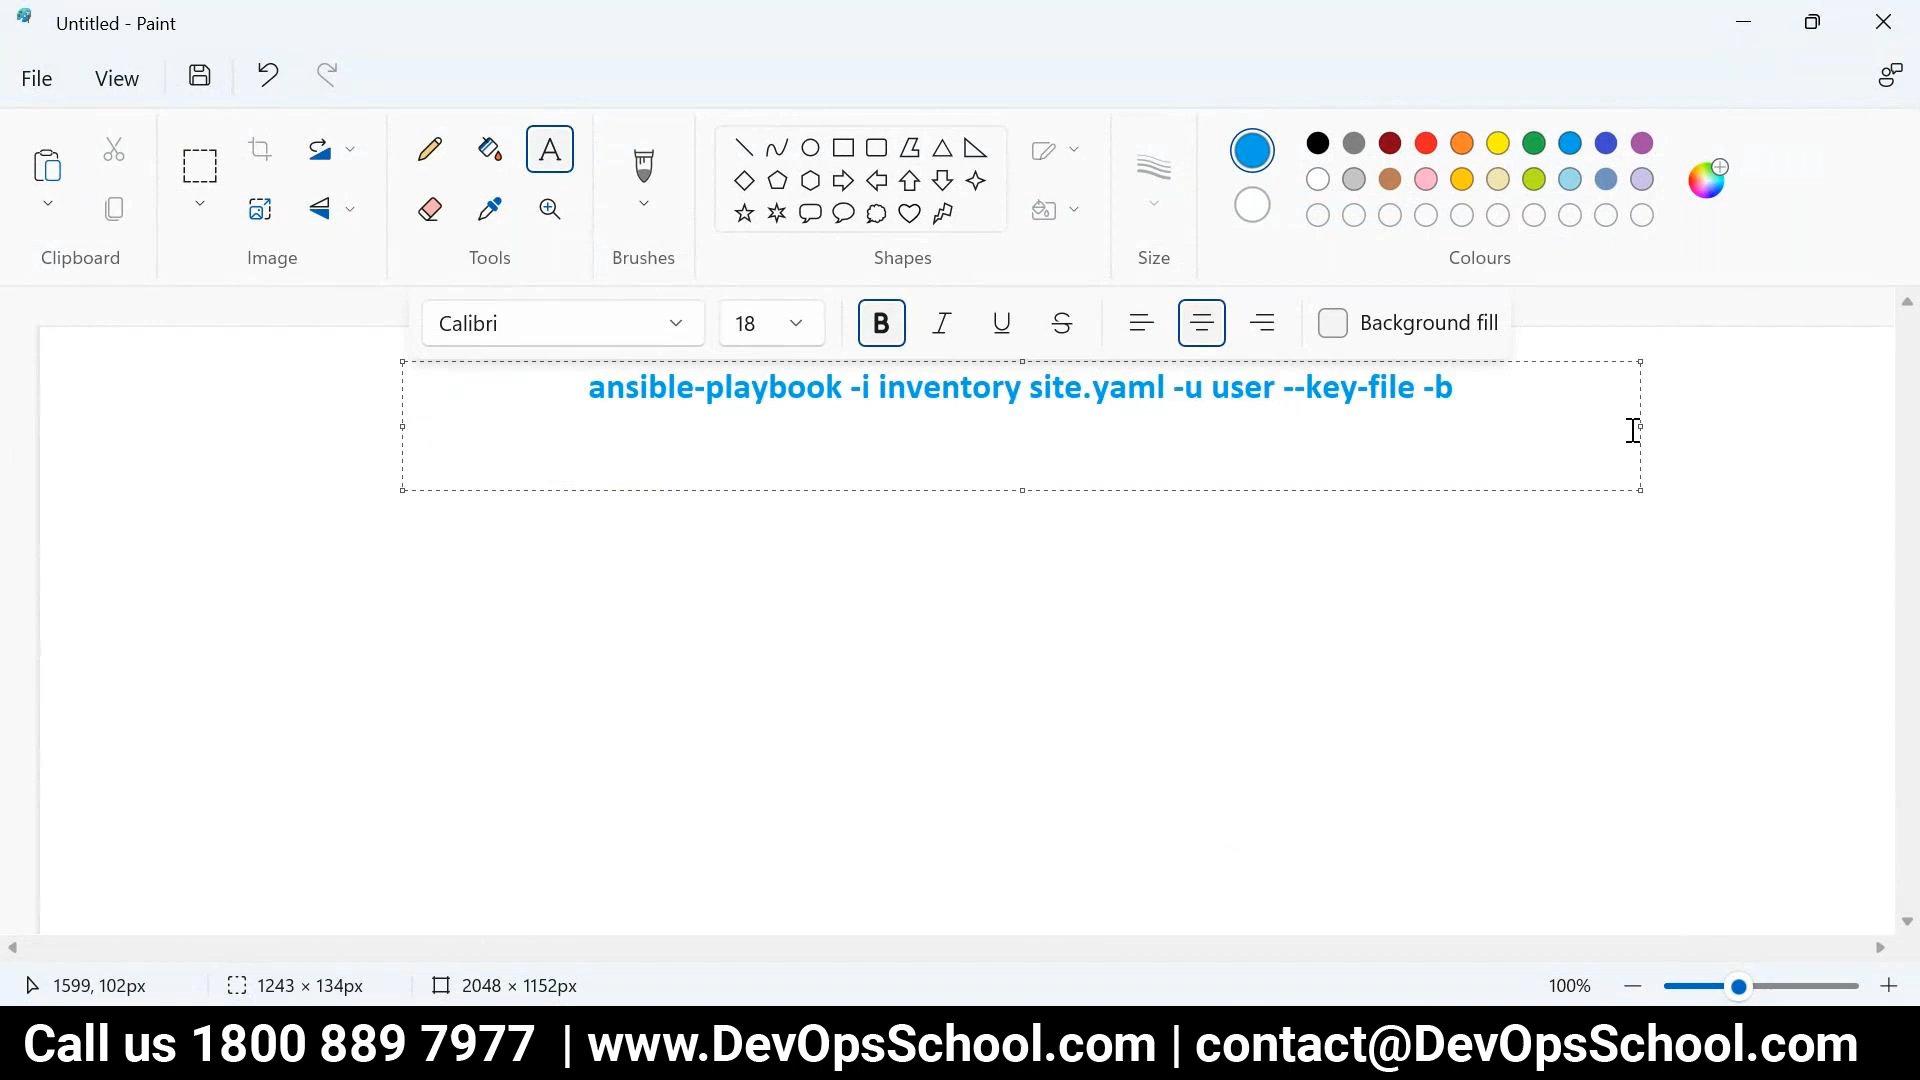 Untitled - Paint
File View
Clipboard Image Tools Brushes Shapes Size Colours
Calibri 18 B I U S Background fill
ansible-playbook -i inventory site.yaml -u user --key-file -b
1599, 102px 1243 × 134px 2048 × 1152px 100%
Call us 1800 889 7977 | www.DevOpsSchool.com | contact@DevOpsSchool.com